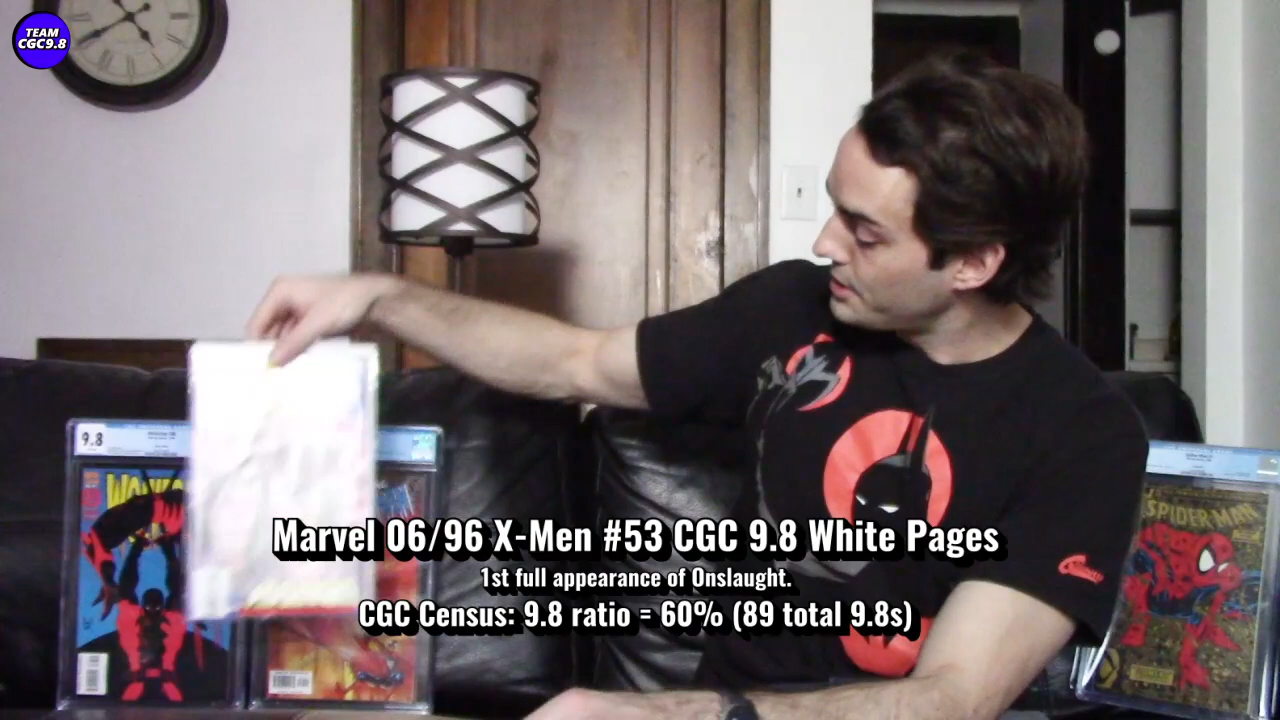 TEAM
CGC9.8
9.8
SPIDER-MAN
Marvel 06/96 X-Men #53 CGC 9.8 White Pages
1st full appearance of Onslaught.
CGC Census: 9.8 ratio = 60% (89 total 9.8s)